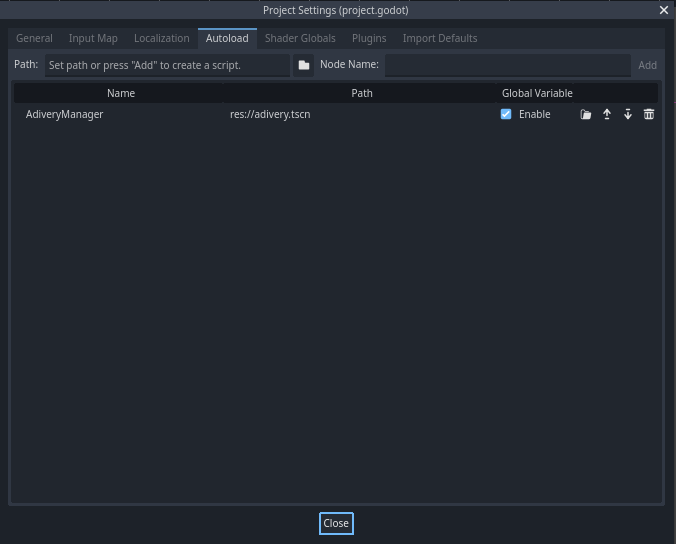 Project Settings (project.godot)
General Input Map Localization Autoload Shader Globals Plugins Import Defaults
Path: Set path or press "Add" to create a script. Node Name: Add
Name Path Global Variable
AdiveryManager res://adivery.tscn Enable
Close